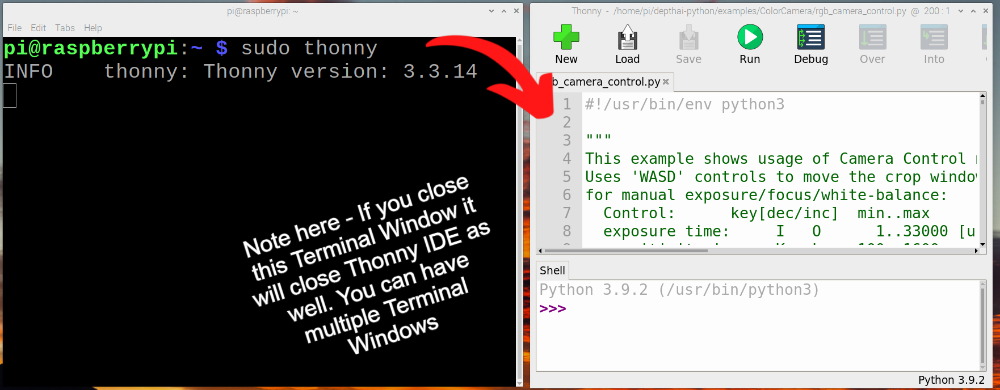 pi@raspberrypi: ~
File Edit Tabs Help
pi@raspberrypi:~ $ sudo thonny
INFO    thonny: Thonny version: 3.3.14
Note here - If you close
this Terminal Window it
will close Thonny IDE as
well. You can have
multiple Terminal
Windows
Thonny - /home/pi/depthai-python/examples/ColorCamera/rgb_camera_control.py @ 200 : 1
New Load Save Run Debug Over Into
b_camera_control.py
1 #!/usr/bin/env python3
2
3 """
4 This example shows usage of Camera Control
5 Uses 'WASD' controls to move the crop windo
6 for manual exposure/focus/white-balance:
7   Control:      key[dec/inc]  min..max
8   exposure time:     I   O      1..33000 [u
Shell
Python 3.9.2 (/usr/bin/python3)
>>>
Python 3.9.2